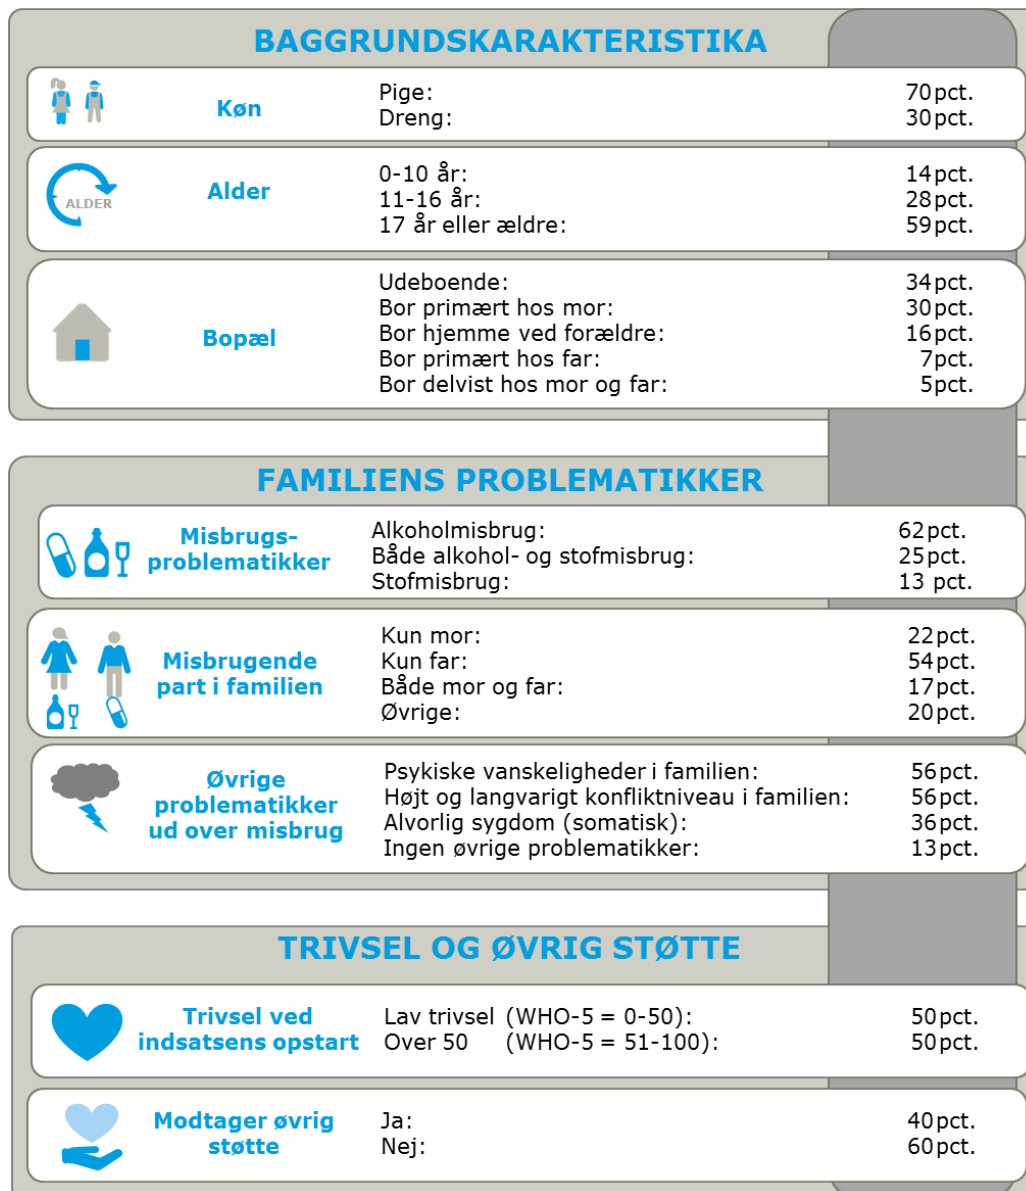 BAGGRUNDSKARAKTERISTIKA
Køn
Pige: 70 pct.
Dreng: 30 pct.
ALDER
Alder
0-10 år: 14 pct.
11-16 år: 28 pct.
17 år eller ældre: 59 pct.
Bopæl
Udeboende: 34 pct.
Bor primært hos mor: 30 pct.
Bor hjemme ved forældre: 16 pct.
Bor primært hos far: 7 pct.
Bor delvist hos mor og far: 5 pct.
FAMILIENS PROBLEMATIKKER
Misbrugs-
problematikker
Alkoholmisbrug: 62 pct.
Både alkohol- og stofmisbrug: 25 pct.
Stofmisbrug: 13 pct.
Misbrugende
part i familien
Kun mor: 22 pct.
Kun far: 54 pct.
Både mor og far: 17 pct.
Øvrige: 20 pct.
Øvrige
problematikker
ud over misbrug
Psykiske vanskeligheder i familien: 56 pct.
Højt og langvarigt konfliktniveau i familien: 56 pct.
Alvorlig sygdom (somatisk): 36 pct.
Ingen øvrige problematikker: 13 pct.
TRIVSEL OG ØVRIG STØTTE
Trivsel ved
indsatsens opstart
Lav trivsel (WHO-5 = 0-50): 50 pct.
Over 50 (WHO-5 = 51-100): 50 pct.
Modtager øvrig
støtte
Ja: 40 pct.
Nej: 60 pct.